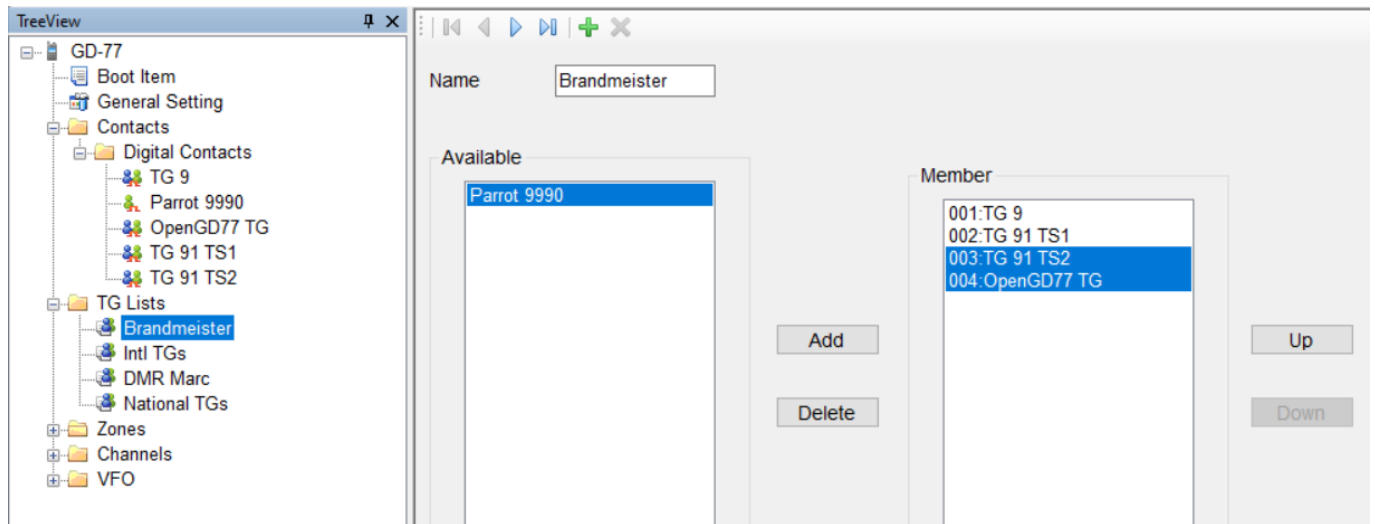 TreeView
GD-77
Boot Item
General Setting
Contacts
Digital Contacts
TG 9
Parrot 9990
OpenGD77 TG
TG 91 TS1
TG 91 TS2
TG Lists
Brandmeister
Intl TGs
DMR Marc
National TGs
Zones
Channels
VFO
Name
Brandmeister
Available
Parrot 9990
Add
Delete
Member
001:TG 9
002:TG 91 TS1
003:TG 91 TS2
004:OpenGD77 TG
Up
Down